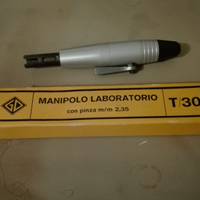 MANIPOLO LABORATORIO
con pinza m/m 2,35
T/30